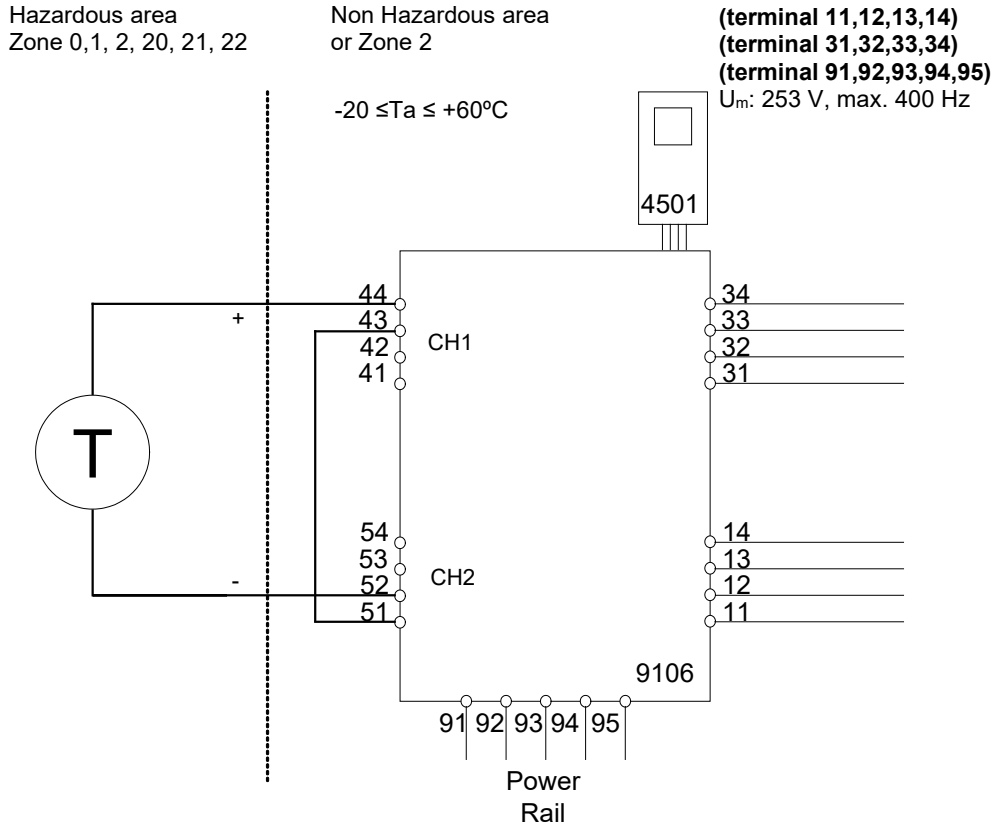 Hazardous area
Zone 0,1, 2, 20, 21, 22
Non Hazardous area
or Zone 2
-20 ≤Ta ≤ +60ºC
(terminal 11,12,13,14)
(terminal 31,32,33,34)
(terminal 91,92,93,94,95)
Um: 253 V, max. 400 Hz
4501
44
43
42
41
+
CH1
34
33
32
31
T
54
53
52
51
-
CH2
14
13
12
11
9106
91 92 93 94 95
Power
Rail